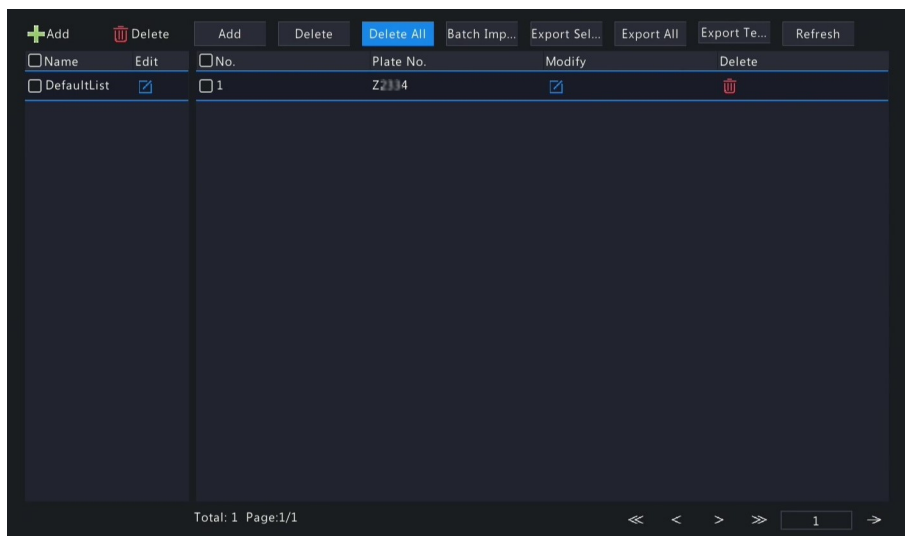 Add Delete Add Delete Delete All Batch Imp... Export Sel... Export All Export Te... Refresh
Name Edit No. Plate No. Modify Delete
DefaultList 1
Total: 1 Page:1/1 1